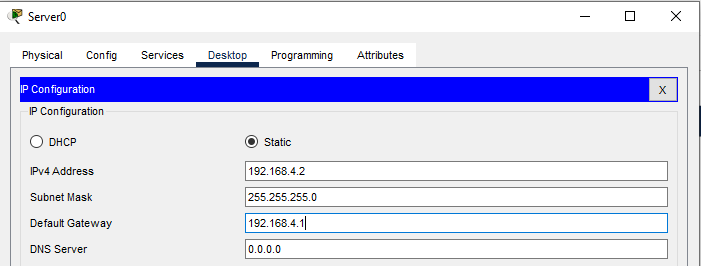 Server0
Physical Config Services Desktop Programming Attributes
IP Configuration
X
IP Configuration
DHCP Static
IPv4 Address 192.168.4.2
Subnet Mask 255.255.255.0
Default Gateway 192.168.4.1
DNS Server 0.0.0.0